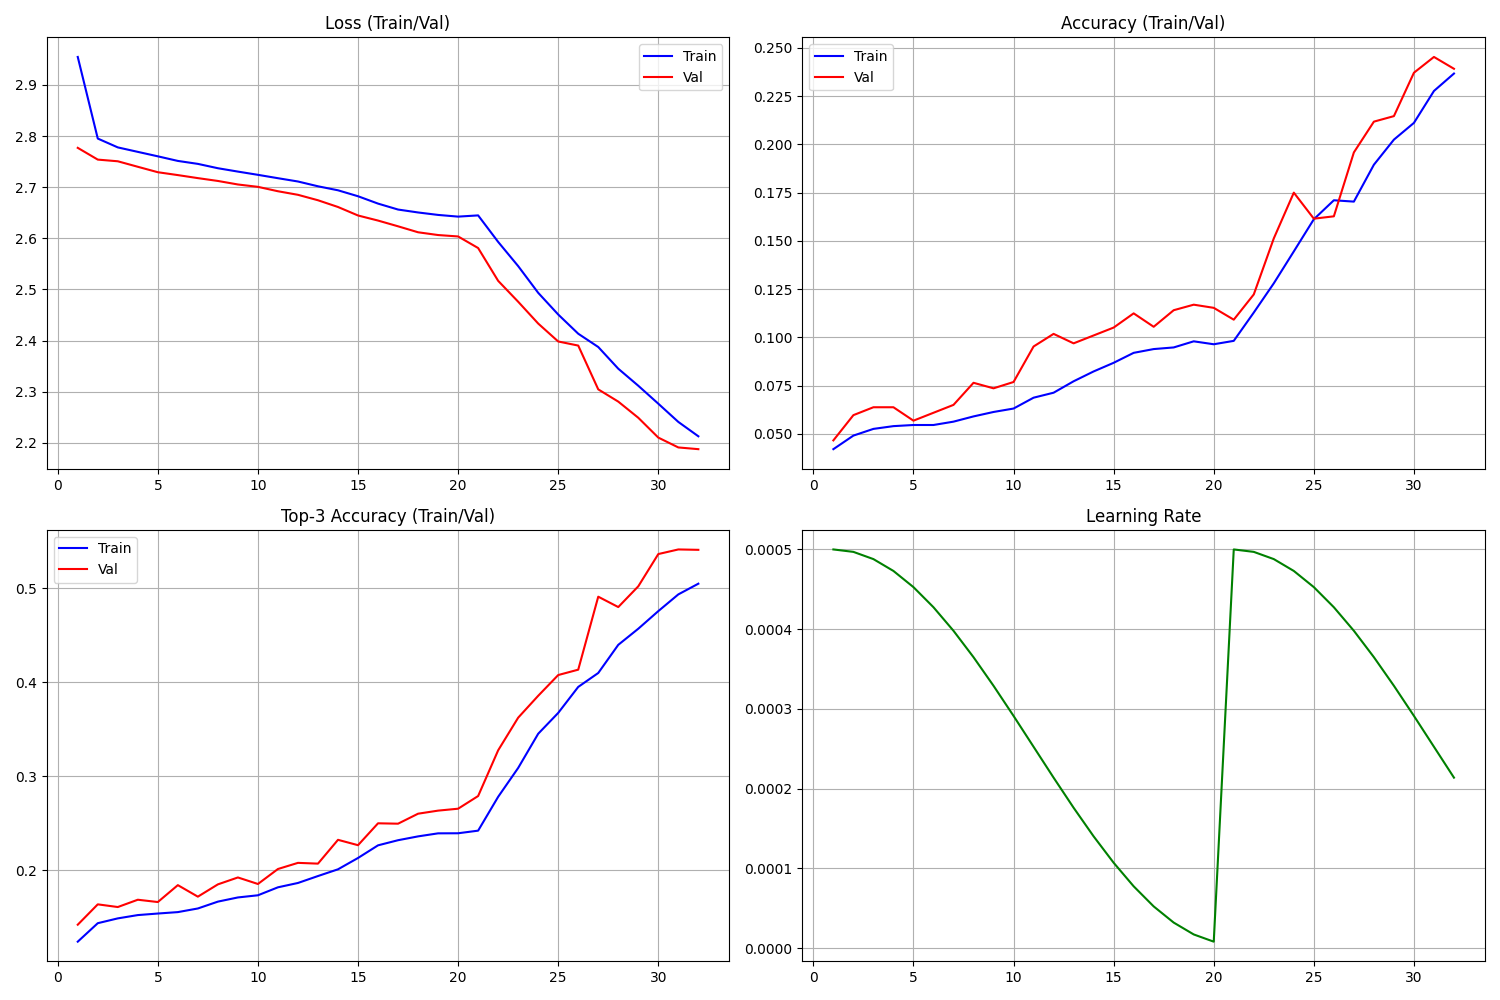 Loss (Train/Val)
Train
Val
2.9
2.8
2.7
2.6
2.5
2.4
2.3
2.2
0 5 10 15 20 25 30
Accuracy (Train/Val)
Train
Val
0.250
0.225
0.200
0.175
0.150
0.125
0.100
0.075
0.050
0 5 10 15 20 25 30
Top-3 Accuracy (Train/Val)
Train
Val
0.5
0.4
0.3
0.2
0 5 10 15 20 25 30
Learning Rate
0.0005
0.0004
0.0003
0.0002
0.0001
0.0000
0 5 10 15 20 25 30